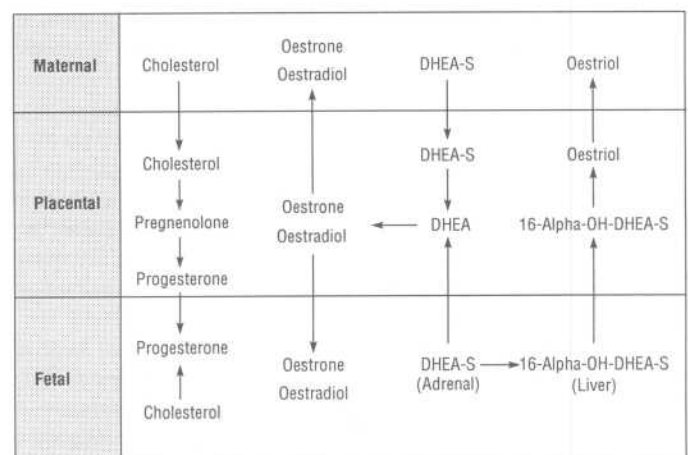 Maternal
Cholesterol
Oestrone
Oestradiol
DHEA-S
Oestriol
Placental
Cholesterol
Pregnenolone
Progesterone
Oestrone
Oestradiol
DHEA-S
DHEA
Oestriol
16-Alpha-OH-DHEA-S
Fetal
Progesterone
Cholesterol
Oestrone
Oestradiol
DHEA-S
(Adrenal)
16-Alpha-OH-DHEA-S
(Liver)